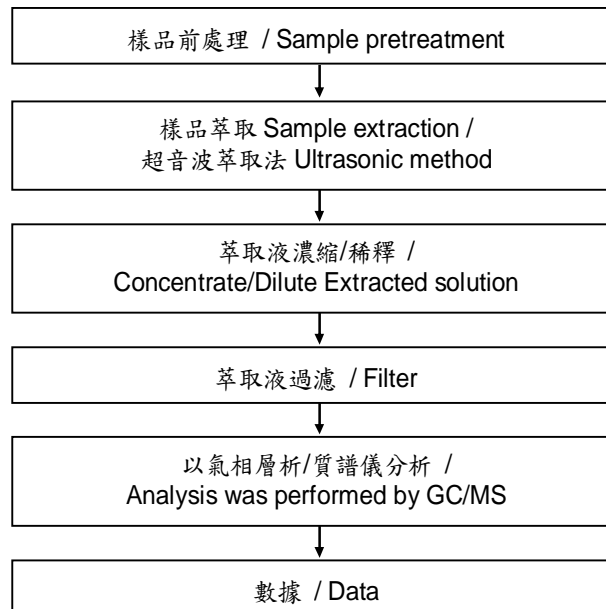 樣品前處理 / Sample pretreatment
樣品萃取 Sample extraction /
超音波萃取法 Ultrasonic method
萃取液濃縮/稀釋 /
Concentrate/Dilute Extracted solution
萃取液過濾 / Filter
以氣相層析/質譜儀分析 /
Analysis was performed by GC/MS
數據 / Data